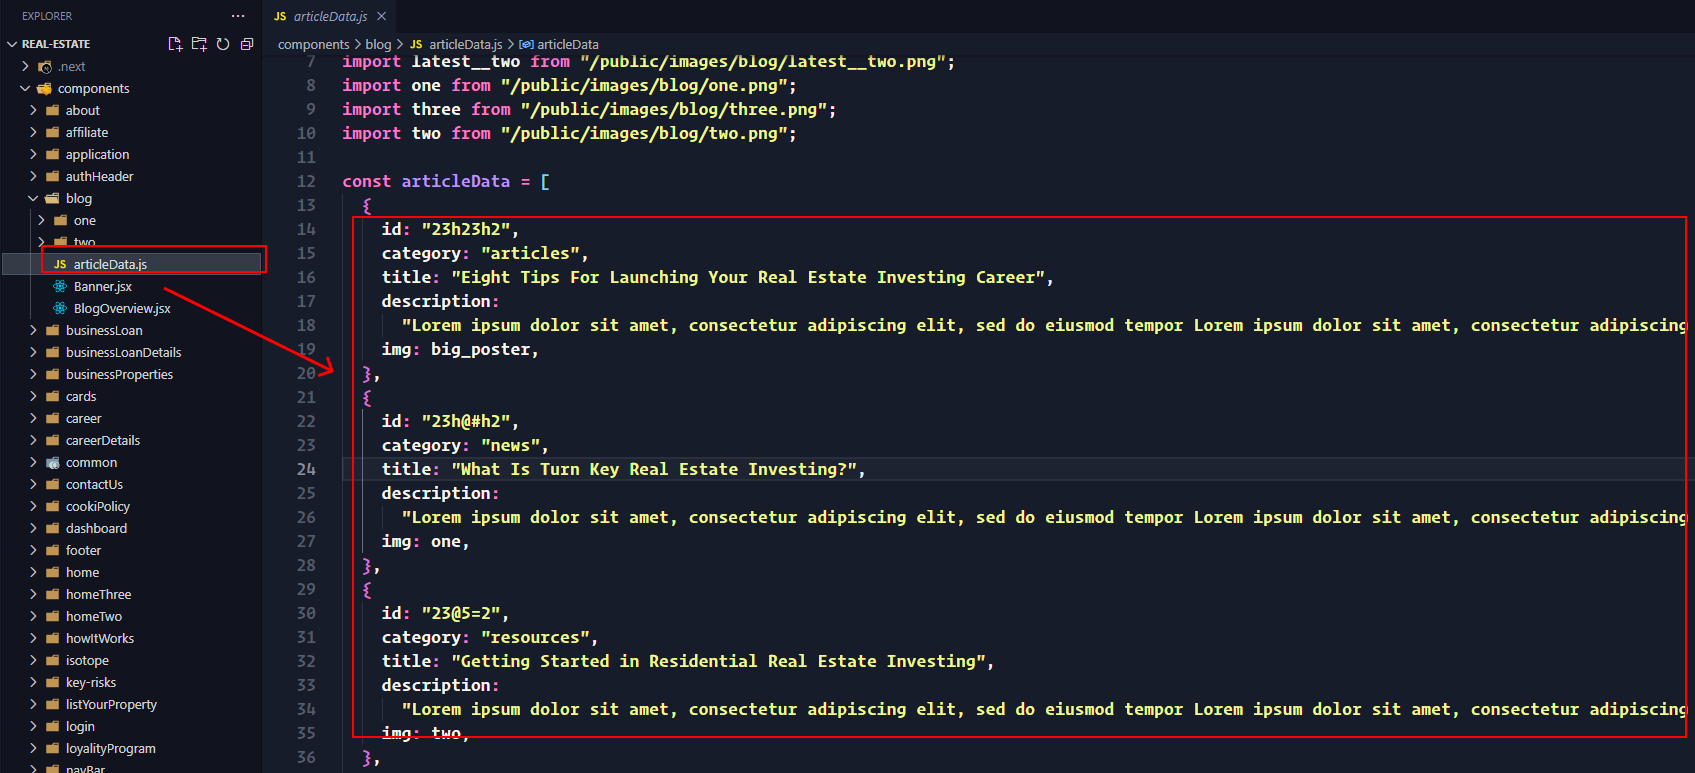 EXPLORER
REAL-ESTATE
.next
components
about
affiliate
application
authHeader
blog
one
two
articleData.js
Banner.jsx
BlogOverview.jsx
businessLoan
businessLoanDetails
businessProperties
cards
career
careerDetails
common
contactUs
cookiPolicy
dashboard
footer
home
homeThree
homeTwo
howItWorks
isotope
key-risks
listYourProperty
login
loyalityProgram
navBar
JS articleData.js
components > blog > JS articleData.js > articleData
7 import latest__two from "/public/images/blog/latest__two.png";
8 import one from "/public/images/blog/one.png";
9 import three from "/public/images/blog/three.png";
10 import two from "/public/images/blog/two.png";
11
12 const articleData = [
13 {
14 id: "23h23h2",
15 category: "articles",
16 title: "Eight Tips For Launching Your Real Estate Investing Career",
17 description:
18 "Lorem ipsum dolor sit amet, consectetur adipiscing elit, sed do eiusmod tempor Lorem ipsum dolor sit amet, consectetur adipiscing
19 img: big_poster,
20 },
21 {
22 id: "23h@#h2",
23 category: "news",
24 title: "What Is Turn Key Real Estate Investing?",
25 description:
26 "Lorem ipsum dolor sit amet, consectetur adipiscing elit, sed do eiusmod tempor Lorem ipsum dolor sit amet, consectetur adipiscing
27 img: one,
28 },
29 {
30 id: "23@5=2",
31 category: "resources",
32 title: "Getting Started in Residential Real Estate Investing",
33 description:
34 "Lorem ipsum dolor sit amet, consectetur adipiscing elit, sed do eiusmod tempor Lorem ipsum dolor sit amet, consectetur adipiscing
35 img: two,
36 },